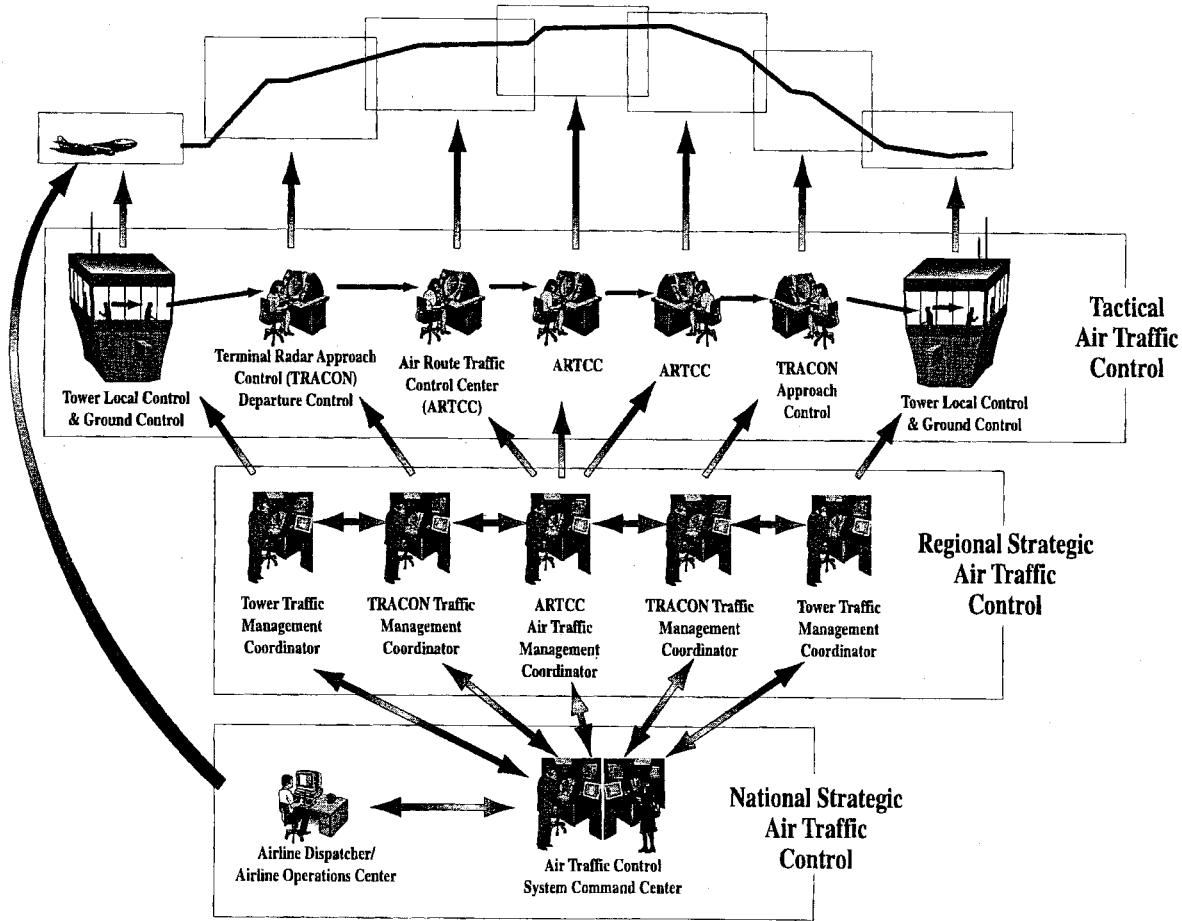 Tower Local Control
& Ground Control
Terminal Radar Approach
Control (TRACON)
Departure Control
Air Route Traffic
Control Center
(ARTCC)
ARTCC
ARTCC
TRACON
Approach
Control
Tower Local Control
& Ground Control
Tactical
Air Traffic
Control
Tower Traffic
Management
Coordinator
TRACON Traffic
Management
Coordinator
ARTCC
Air Traffic
Management
Coordinator
TRACON Traffic
Management
Coordinator
Tower Traffic
Management
Coordinator
Regional Strategic
Air Traffic
Control
Airline Dispatcher/
Airline Operations Center
Air Traffic Control
System Command Center
National Strategic
Air Traffic
Control